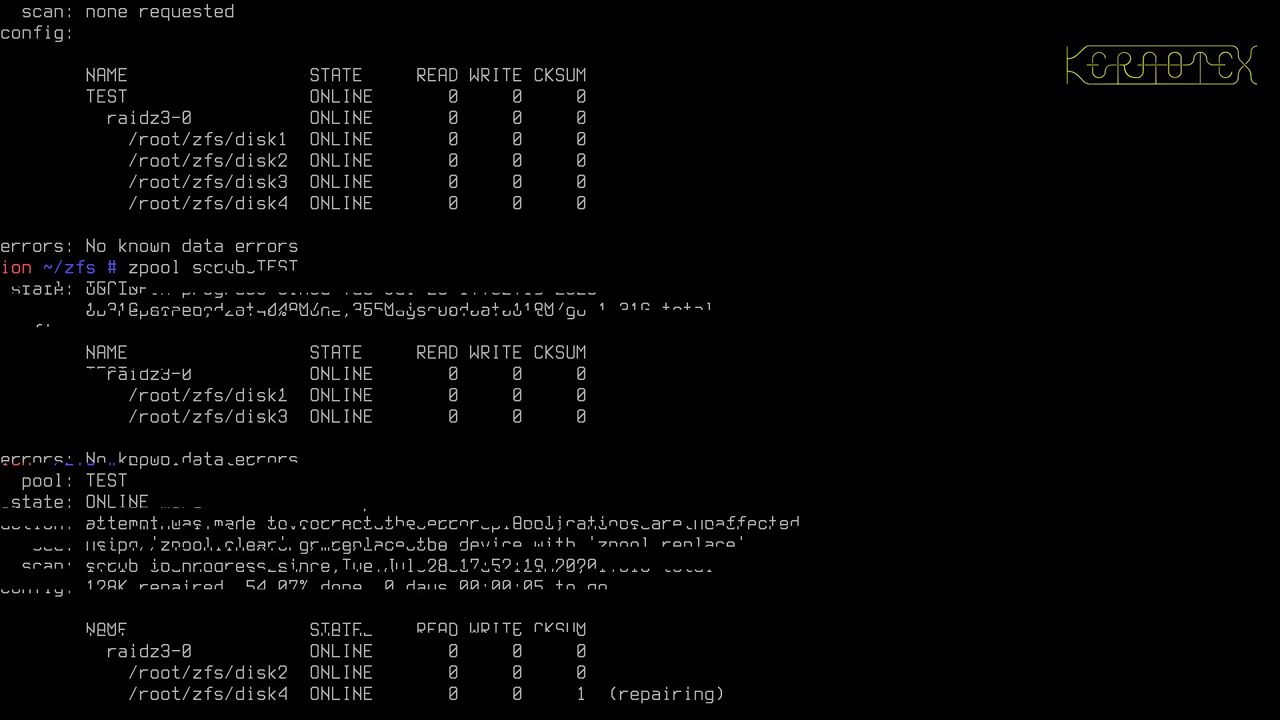 scan: none requested
config:
KERNOTEX
NAME STATE READ WRITE CKSUM
TEST ONLINE 0 0 0
raidz3-0 ONLINE 0 0 0
/root/zfs/disk1 ONLINE 0 0 0
/root/zfs/disk2 ONLINE 0 0 0
/root/zfs/disk3 ONLINE 0 0 0
/root/zfs/disk4 ONLINE 0 0 0
errors: No known data errors
ion ~/zfs # zpool scrub TEST
state:
total
NAME STATE READ WRITE CKSUM
raidz3-0 ONLINE 0 0 0
/root/zfs/disk1 ONLINE 0 0 0
/root/zfs/disk3 ONLINE 0 0 0
errors: No known data errors
pool: TEST
state: ONLINE
attempt was made to correct the error. Applications are unaffected
using 'zpool clear' or replace the device with 'zpool replace'
scan: scrub in progress since Tue Jul 28 17:52:19 2020
config: 128K repaired, 54.07% done, 0 days 00:00:05 to go
NAME STATE READ WRITE CKSUM
raidz3-0 ONLINE 0 0 0
/root/zfs/disk2 ONLINE 0 0 0
/root/zfs/disk4 ONLINE 0 0 1 (repairing)